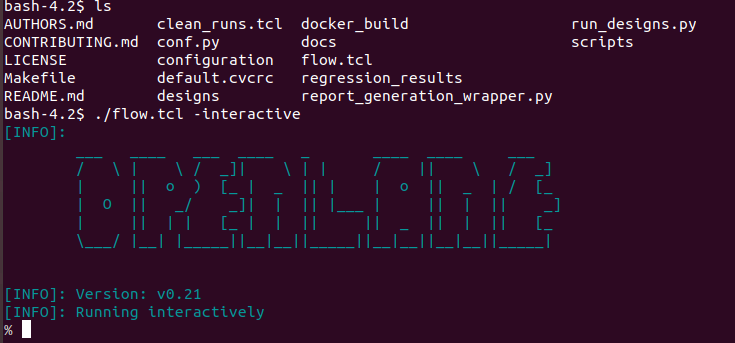 bash-4.2$ ls
AUTHORS.md clean_runs.tcl docker_build run_designs.py
CONTRIBUTING.md conf.py docs scripts
LICENSE configuration flow.tcl
Makefile default.cvcrc regression_results
README.md designs report_generation_wrapper.py
bash-4.2$ ./flow.tcl -interactive
[INFO]:
OPENLANE
[INFO]: Version: v0.21
[INFO]: Running interactively
%